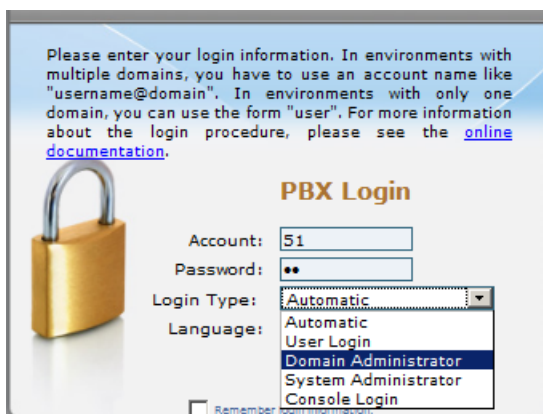 Please enter your login information. In environments with
multiple domains, you have to use an account name like
"username@domain". In environments with only one
domain, you can use the form "user". For more information
about the login procedure, please see the online
documentation.
PBX Login
Account: 51
Password: ••
Login Type: Automatic
Language:
Automatic
User Login
Domain Administrator
System Administrator
Console Login
Remember login information.